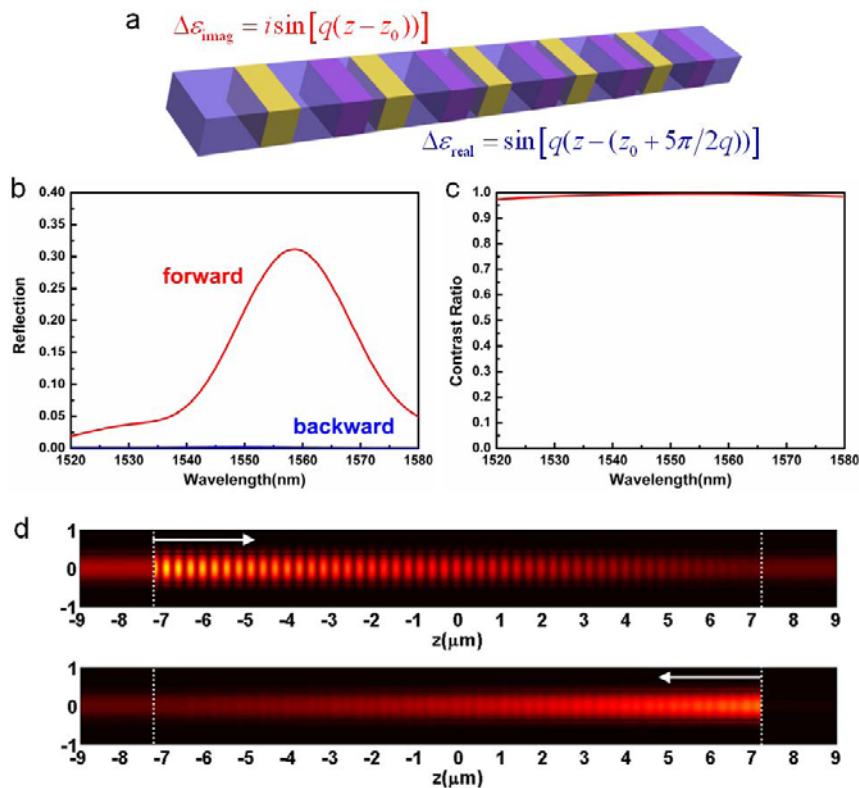 a
Δε_imag = i sin[q(z − z₀))]
Δε_real = sin[q(z−(z₀ + 5π/2q))]
b
c
0.40
0.35
0.30
0.25
0.20
0.15
0.10
0.05
0.00
Reflection
forward
backward
1520 1530 1540 1550 1560 1570 1580
Wavelength(nm)
1.0
0.9
0.8
0.7
0.6
0.5
0.4
0.3
0.2
0.1
0.0
Contrast Ratio
1520 1530 1540 1550 1560 1570 1580
Wavelength(nm)
d
1
0
-1
-9 -8 -7 -6 -5 -4 -3 -2 -1 0 1 2 3 4 5 6 7 8 9
z(μm)
1
0
-1
-9 -8 -7 -6 -5 -4 -3 -2 -1 0 1 2 3 4 5 6 7 8 9
z(μm)